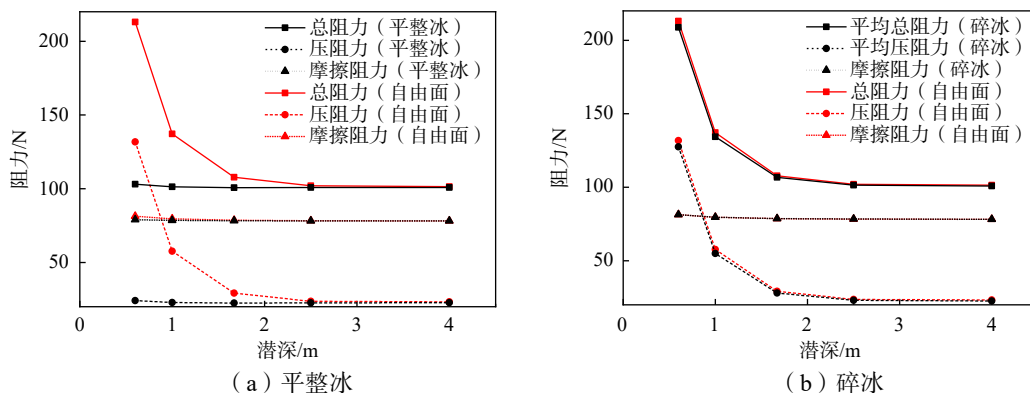 200
150
100
50
0
1
2
3
4
阻力/N
潜深/m
总阻力（平整冰）
压阻力（平整冰）
摩擦阻力（平整冰）
总阻力（自由面）
压阻力（自由面）
摩擦阻力（自由面）
（a）平整冰
200
150
100
50
0
1
2
3
4
阻力/N
潜深/m
平均总阻力（碎冰）
平均压阻力（碎冰）
摩擦阻力（碎冰）
总阻力（自由面）
压阻力（自由面）
摩擦阻力（自由面）
（b）碎冰